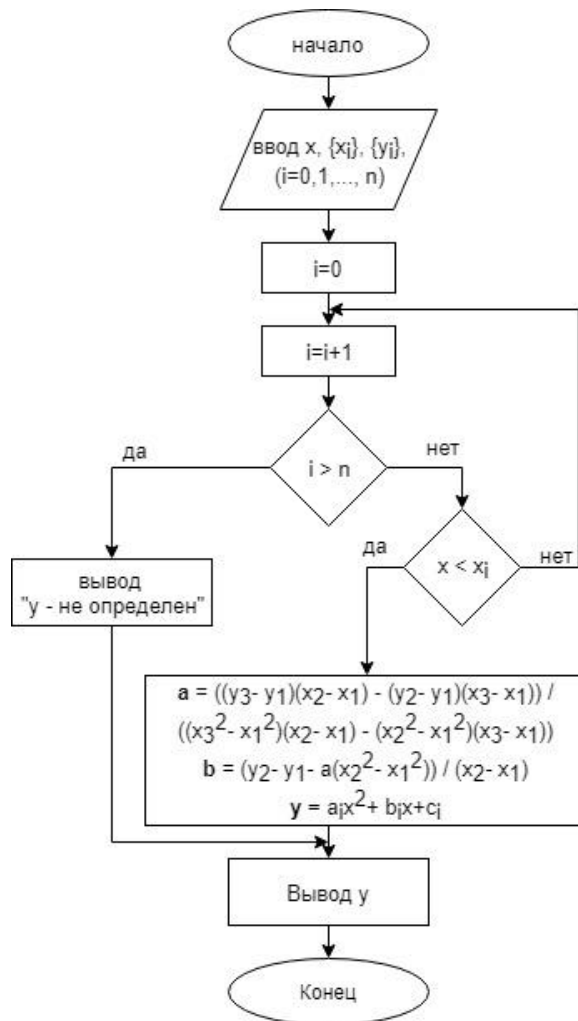 начало
ввод x, {xi}, {yi},
(i=0,1,..., n)
i=0
i=i+1
i > n
да
нет
x < xi
да
нет
вывод
"y - не определен"
a = ((y3- y1)(x2- x1) - (y2- y1)(x3- x1)) /
((x3²- x1²)(x2- x1) - (x2²- x1²)(x3- x1))
b = (y2- y1- a(x2²- x1²)) / (x2- x1)
y = aix²+ bix+ci
Вывод y
Конец